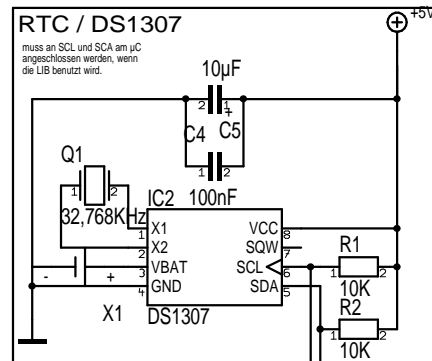 RTC / DS1307
+5V
muss an SCL und SCA am µC
angeschlossen werden, wenn
die LIB benutzt wird.
10µF
2 1 +
C4 C5
1 2
100nF
Q1
1 2
32,768KHz
IC2
X1 1
X2 2
VBAT 3
GND 4
VCC 8
SQW 7
SCL 6
SDA 5
DS1307
- +
X1
R1
1 2
10K
R2
1 2
10K